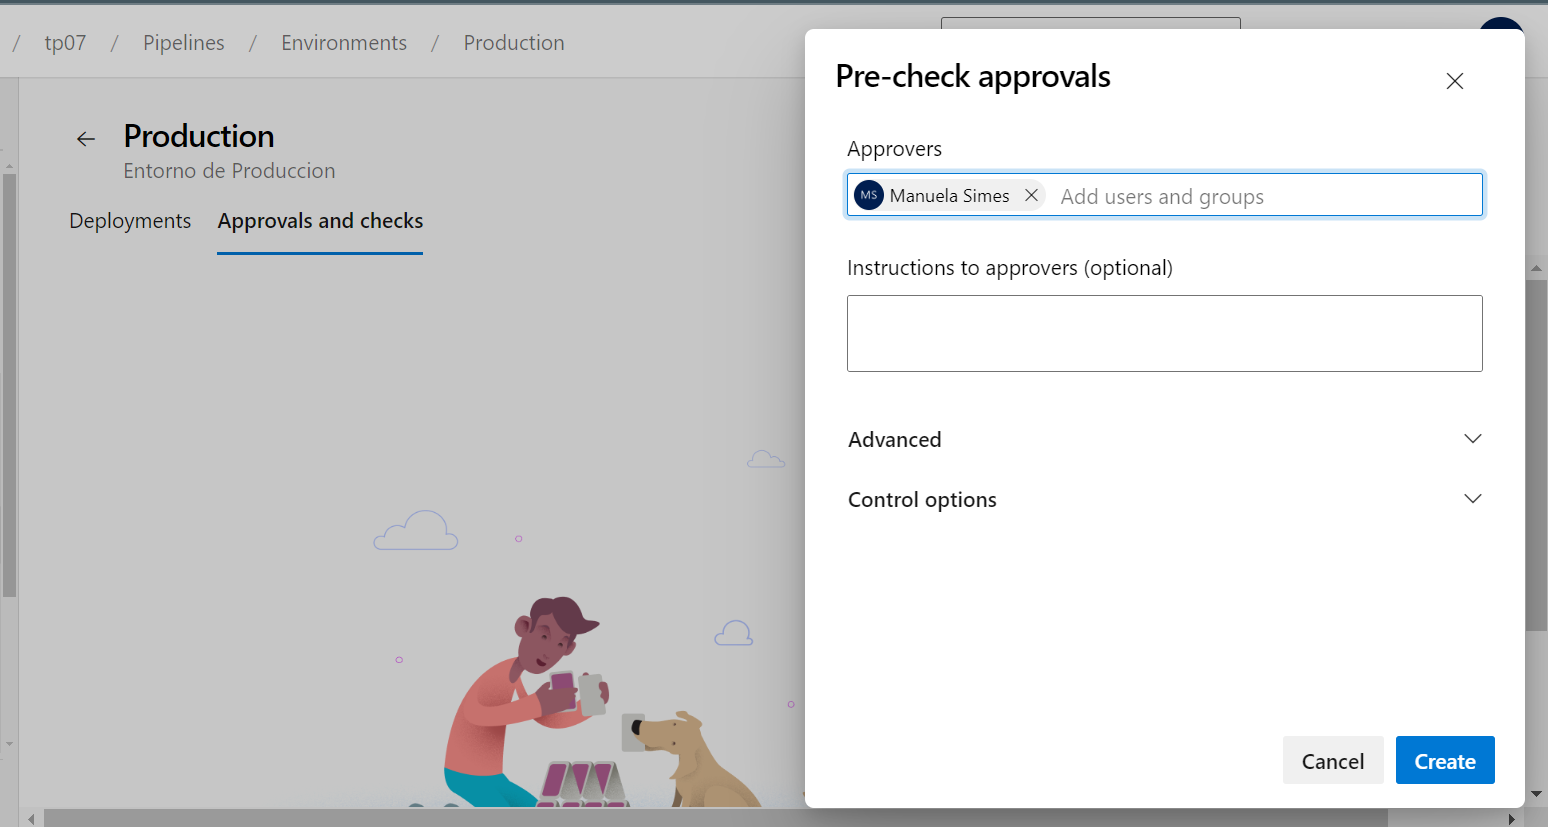 / tp07 / Pipelines / Environments / Production
Production
Entorno de Produccion
Deployments Approvals and checks
Pre-check approvals
Approvers
MS Manuela Simes Add users and groups
Instructions to approvers (optional)
Advanced
Control options
Cancel Create